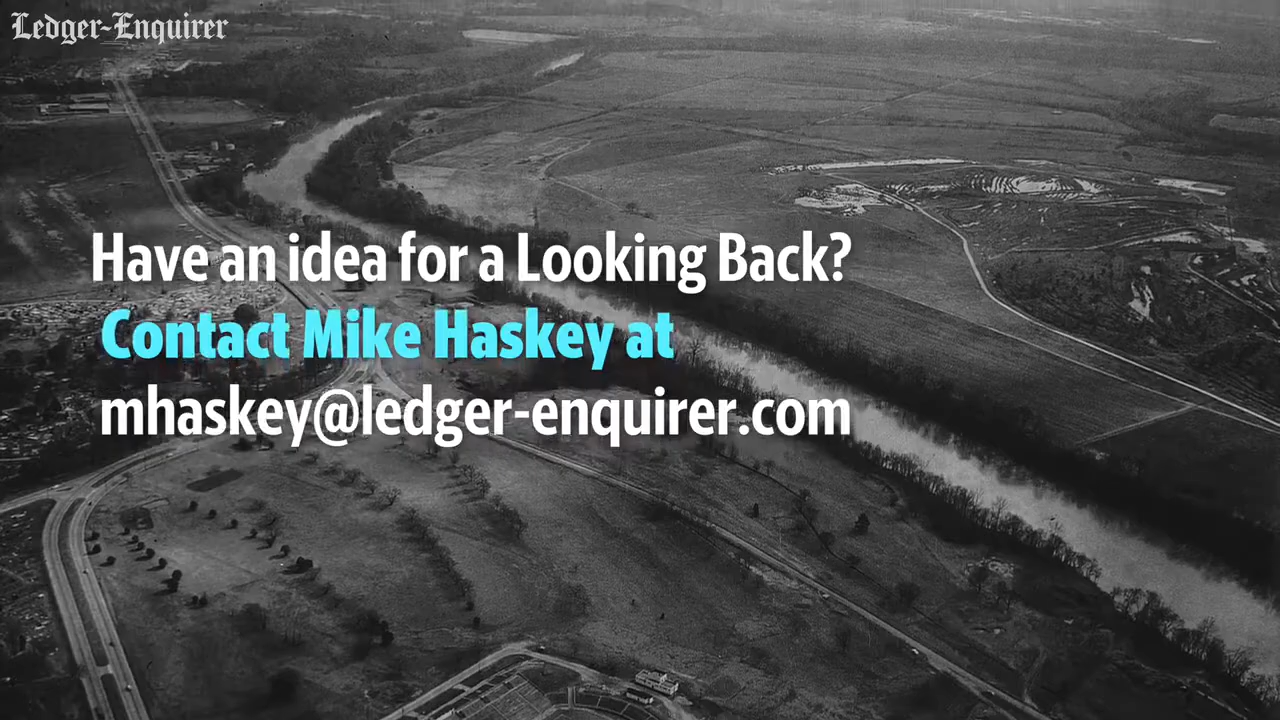 Ledger-Enquirer
Have an idea for a Looking Back?
Contact Mike Haskey at
mhaskey@ledger-enquirer.com